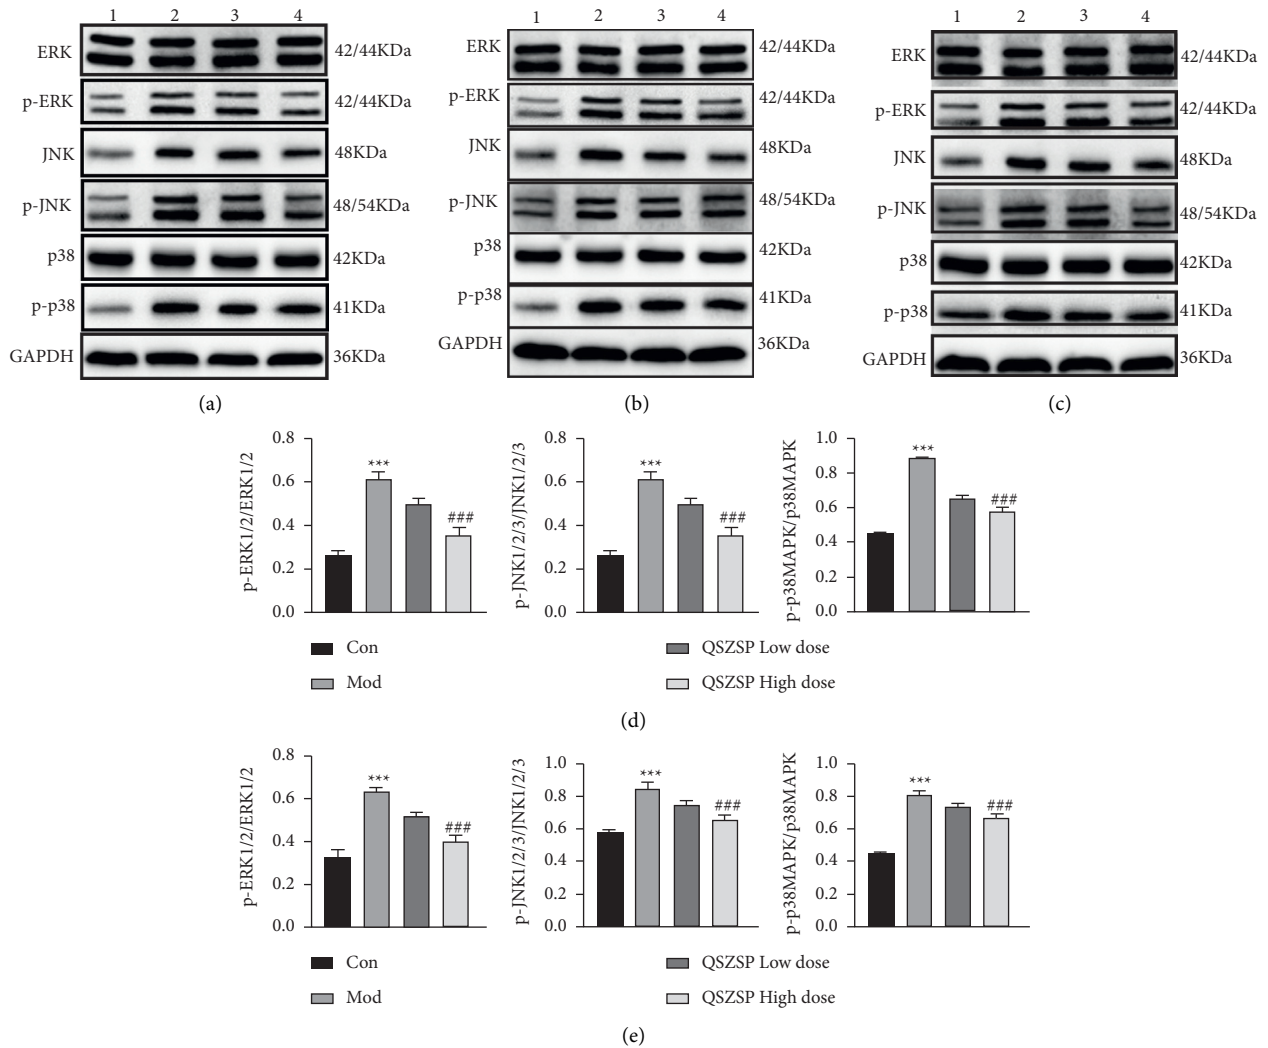 1 2 3 4
ERK 42/44KDa
p-ERK 42/44KDa
JNK 48KDa
p-JNK 48/54KDa
p38 42KDa
p-p38 41KDa
GAPDH 36KDa
(a)
1 2 3 4
ERK 42/44KDa
p-ERK 42/44KDa
JNK 48KDa
p-JNK 48/54KDa
p38 42KDa
p-p38 41KDa
GAPDH 36KDa
(b)
1 2 3 4
ERK 42/44KDa
p-ERK 42/44KDa
JNK 48KDa
p-JNK 48/54KDa
p38 42KDa
p-p38 41KDa
GAPDH 36KDa
(c)
p-ERK1/2/ERK1/2
0.8
0.6
0.4
0.2
0.0
***
###
p-JNK1/2/3/JNK1/2/3
0.8
0.6
0.4
0.2
0.0
***
###
p-p38MAPK/p38MAPK
1.0
0.8
0.6
0.4
0.2
0.0
***
###
Con
Mod
QSZSP Low dose
QSZSP High dose
(d)
p-ERK1/2/ERK1/2
0.8
0.6
0.4
0.2
0.0
***
###
p-JNK1/2/3/JNK1/2/3
1.0
0.8
0.6
0.4
0.2
0.0
***
###
p-p38MAPK/p38MAPK
1.0
0.8
0.6
0.4
0.2
0.0
***
###
Con
Mod
QSZSP Low dose
QSZSP High dose
(e)